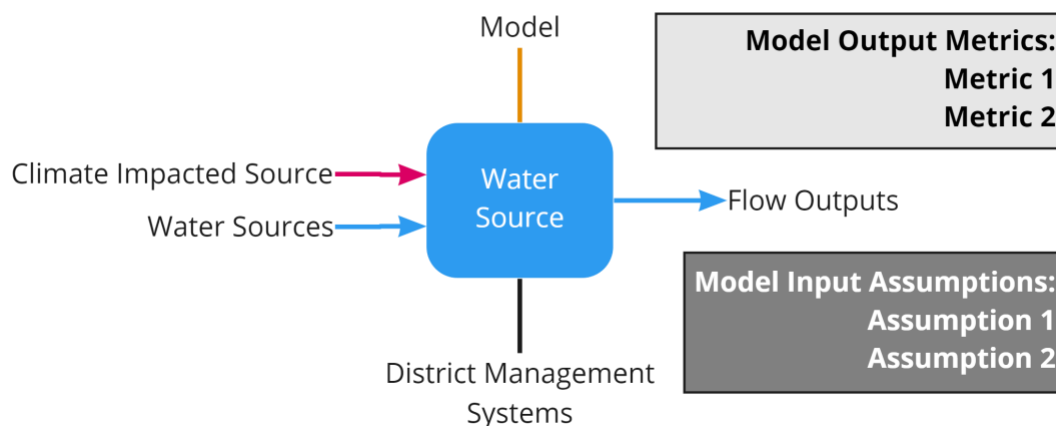 Model
Model Output Metrics:
Metric 1
Metric 2
Climate Impacted Source
Water Sources
Water
Source
Flow Outputs
Model Input Assumptions:
Assumption 1
Assumption 2
District Management
Systems